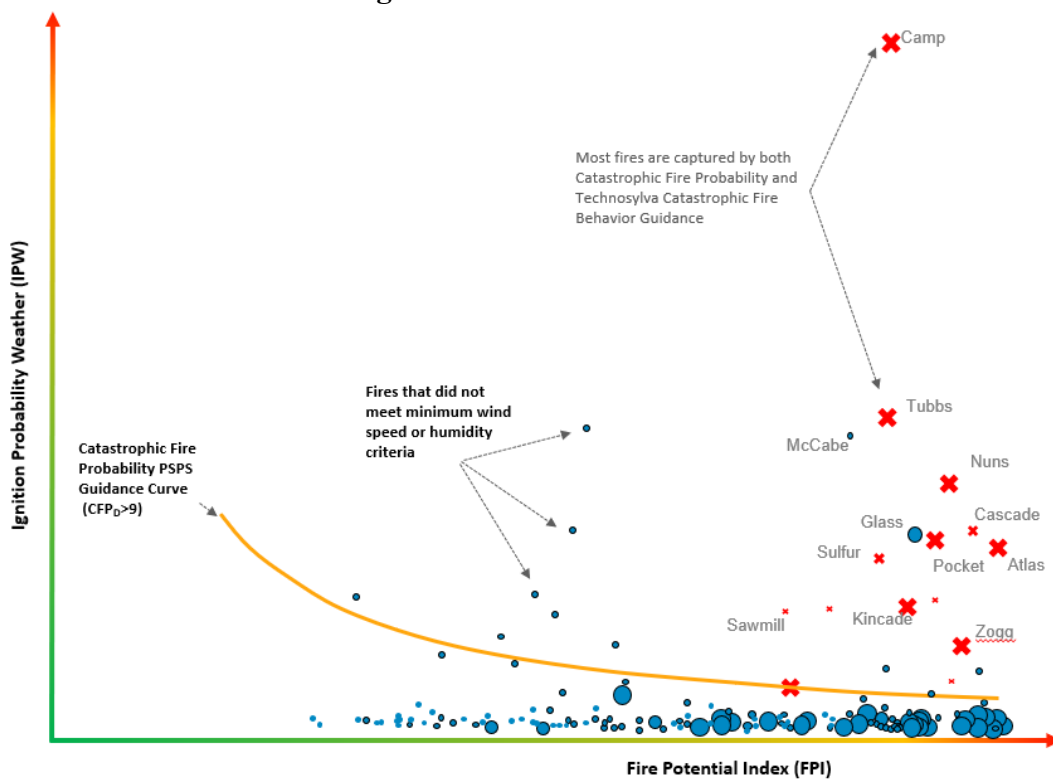 Camp
Most fires are captured by both
Catastrophic Fire Probability and
Technosylva Catastrophic Fire
Behavior Guidance
Ignition Probability Weather (IPW)
Fires that did not
meet minimum wind
speed or humidity
criteria
Tubbs
McCabe
Catastrophic Fire
Probability PSPS
Guidance Curve
(CFPD>9)
Nuns
Glass
Cascade
Sulfur
Pocket
Atlas
Sawmill
Kincade
Zogg
Fire Potential Index (FPI)